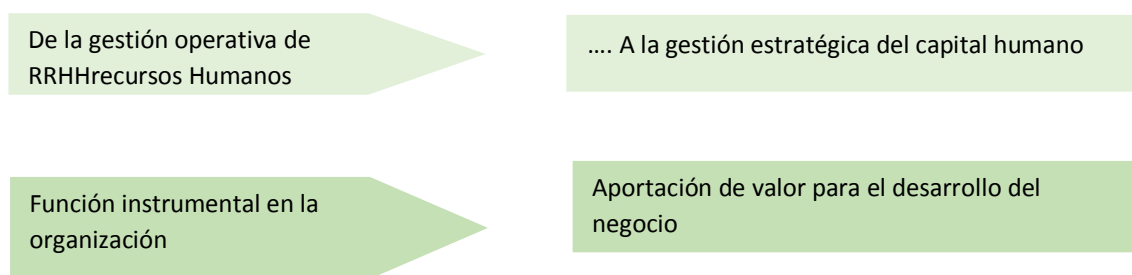 De la gestión operativa de
RRHHrecursos Humanos
.... A la gestión estratégica del capital humano
Función instrumental en la
organización
Aportación de valor para el desarrollo del
negocio